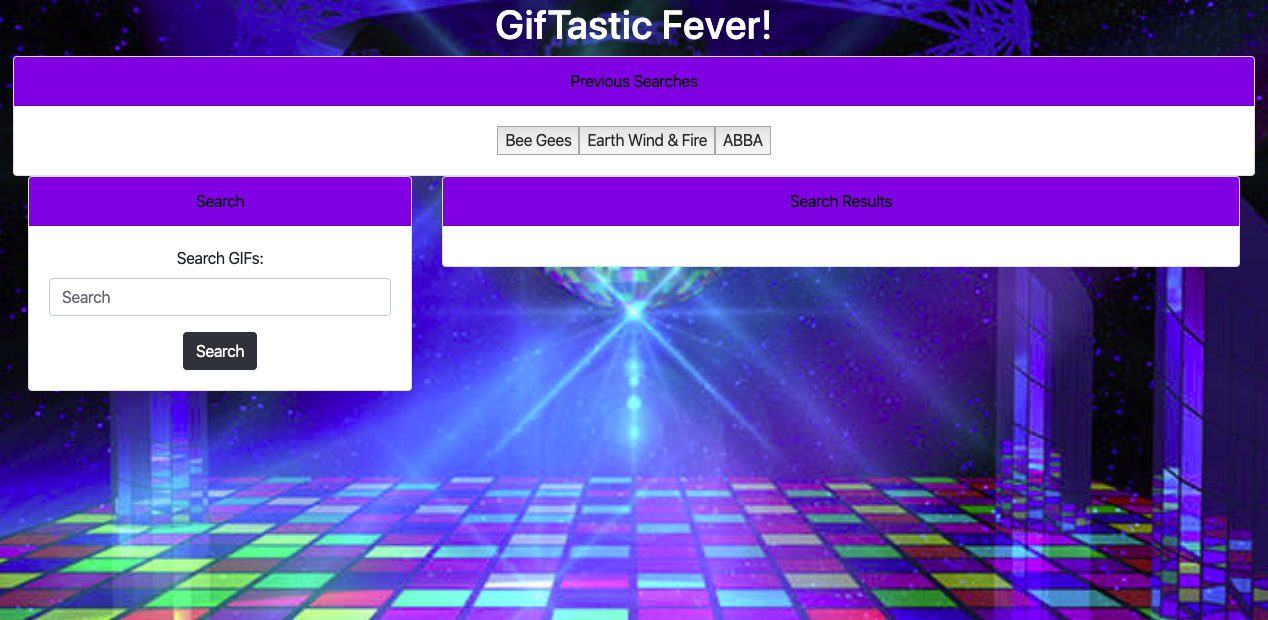 GifTastic Fever!
Previous Searches
Bee Gees Earth Wind & Fire ABBA
Search
Search Results
Search GIFs:
Search
Search